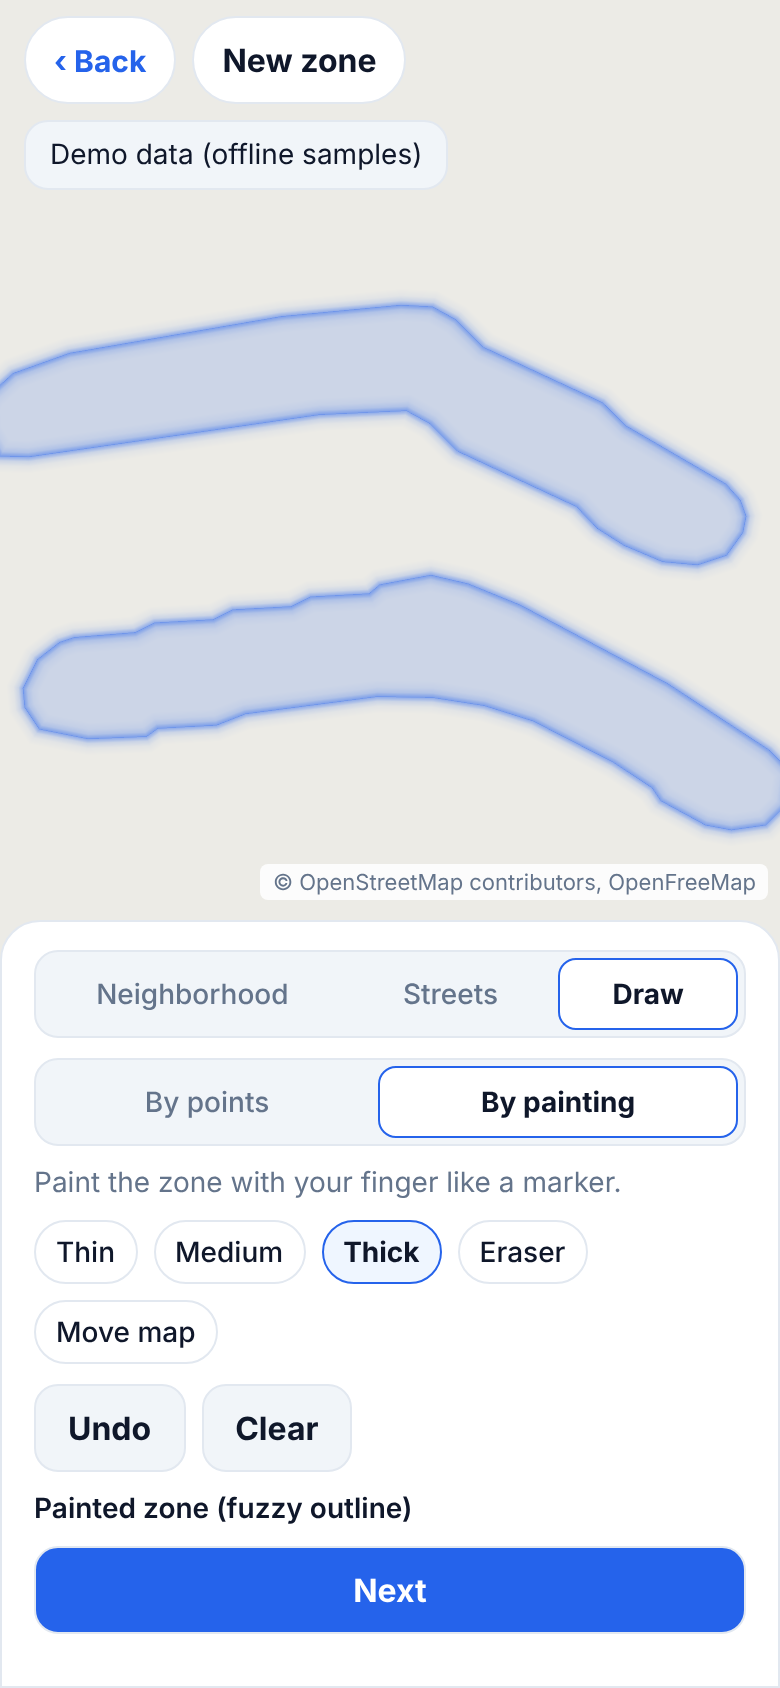 ‹ Back
New zone
Demo data (offline samples)
© OpenStreetMap contributors, OpenFreeMap
Neighborhood
Streets
Draw
By points
By painting
Paint the zone with your finger like a marker.
Thin
Medium
Thick
Eraser
Move map
Undo
Clear
Painted zone (fuzzy outline)
Next